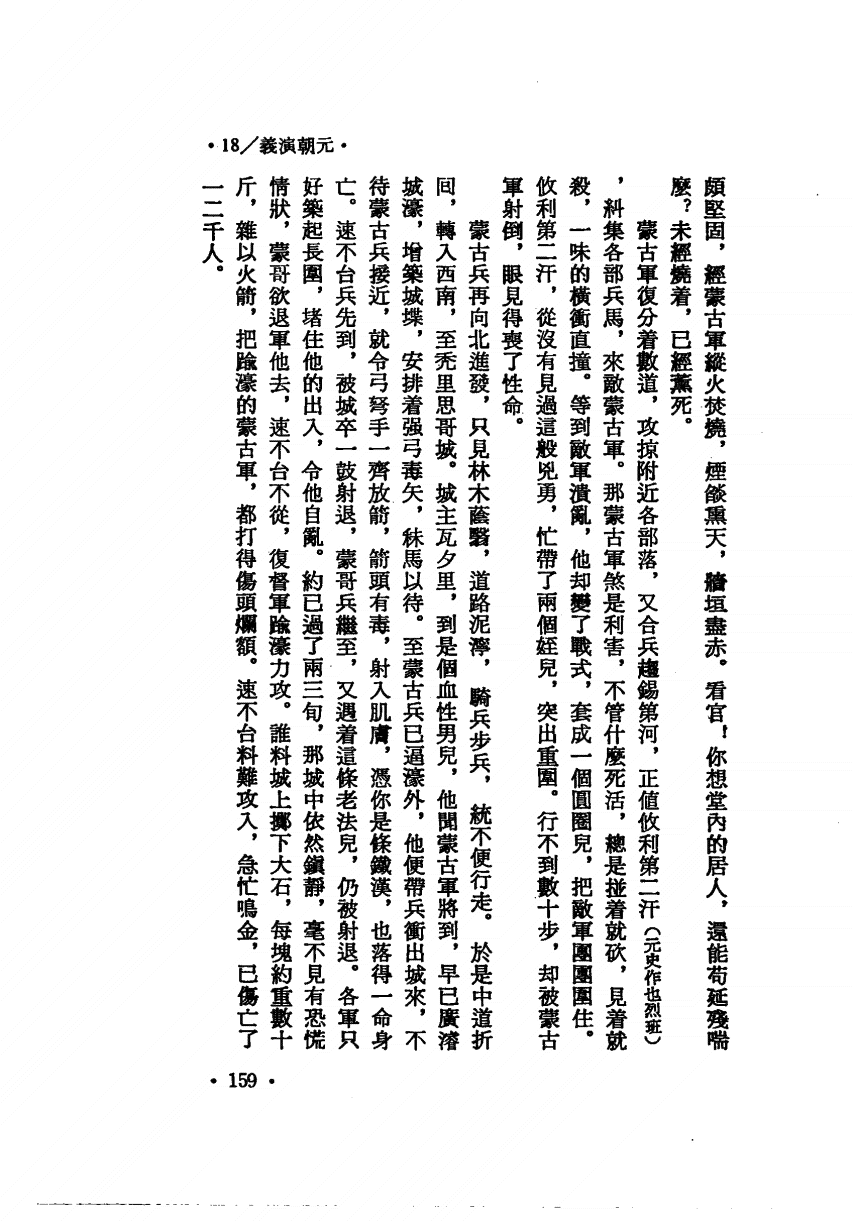 •18／義演朝元•
頗堅固，經蒙古軍縱火焚燒，煙燄熏天，牆垣盡赤。看官！你想堂內的居人，還能苟延殘喘
麼？未經燒着，已經薰死。
蒙古軍復分着數道，攻掠附近各部落，又合兵趨錫第河，正值攸利第二汗（元史作也烈班）
，糾集各部兵馬，來敵蒙古軍。那蒙古軍煞是利害，不管什麼死活，總是撞着就砍，見着就
殺，一味的橫衝直撞。等到敵軍潰亂，他却變了戰式，套成一個圓圈兒，把敵軍團團圍住。
攸利第二汗，從沒有見過這般兇勇，忙帶了兩個姪兒，突出重圍。行不到數十步，却被蒙古
軍射倒，眼見得喪了性命。
蒙古兵再向北進發，只見林木蔭翳，道路泥濘，騎兵步兵，統不便行走。於是中道折
回，轉入西南，至禿里思哥城。城主瓦夕里，到是個血性男兒，他聞蒙古軍將到，早已廣濬
城濠，增築城堞，安排着强弓毒矢，秣馬以待。至蒙古兵已逼濠外，他便帶兵衝出城來，不
待蒙古兵接近，就令弓弩手一齊放箭，箭頭有毒，射入肌膚，憑你是條鐵漢，也落得一命身
亡。速不台兵先到，被城卒一鼓射退，蒙哥兵繼至，又遇着這條老法兒，仍被射退。各軍只
好築起長圍，堵住他的出入，令他自亂。約已過了兩三旬，那城中依然鎮靜，毫不見有恐慌
情狀，蒙哥欲退軍他去，速不台不從，復督軍踰濠力攻。誰料城上擲下大石，每塊約重數十
斤，雜以火箭，把踰濠的蒙古軍，都打得傷頭爛額。速不台料難攻入，急忙鳴金，已傷亡了
一二千人。
•159•